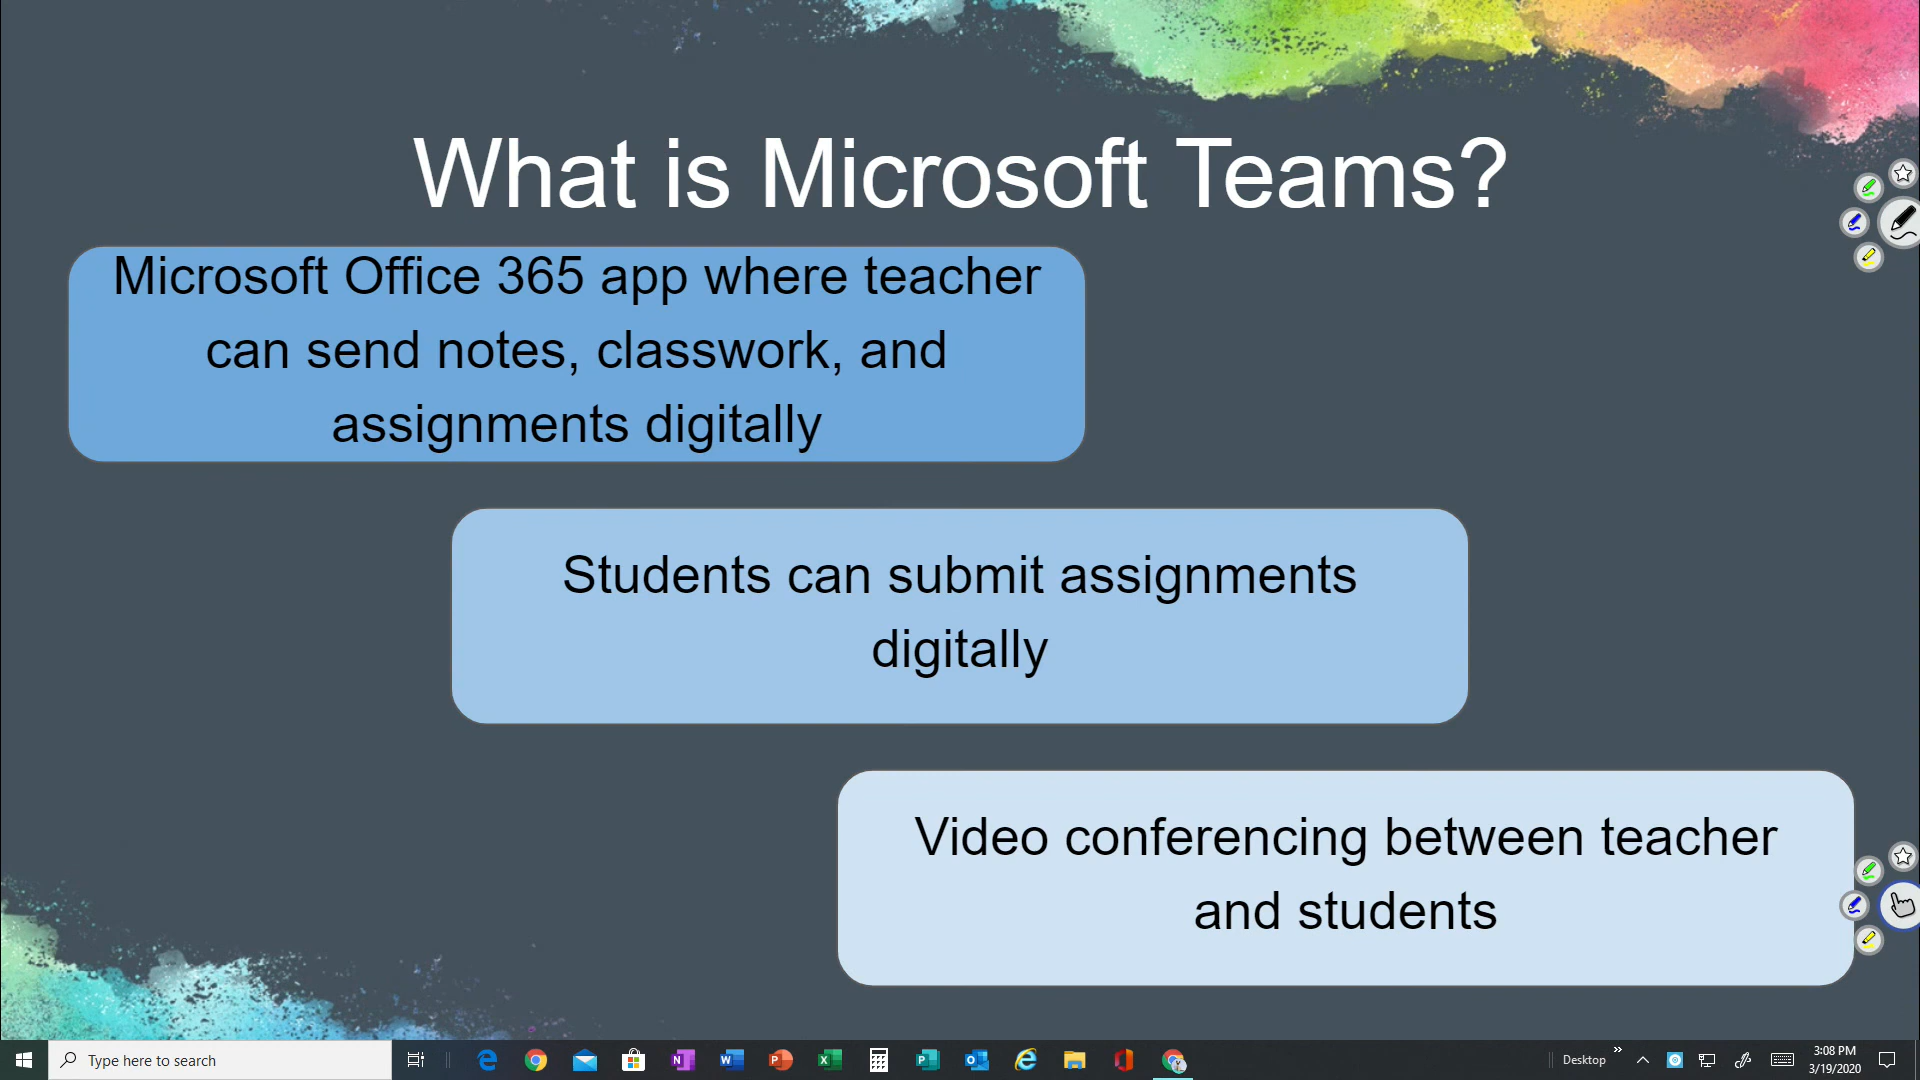 What is Microsoft Teams?
Microsoft Office 365 app where teacher
can send notes, classwork, and
assignments digitally
Students can submit assignments
digitally
Video conferencing between teacher
and students
Type here to search
Desktop
3:08 PM
3/19/2020